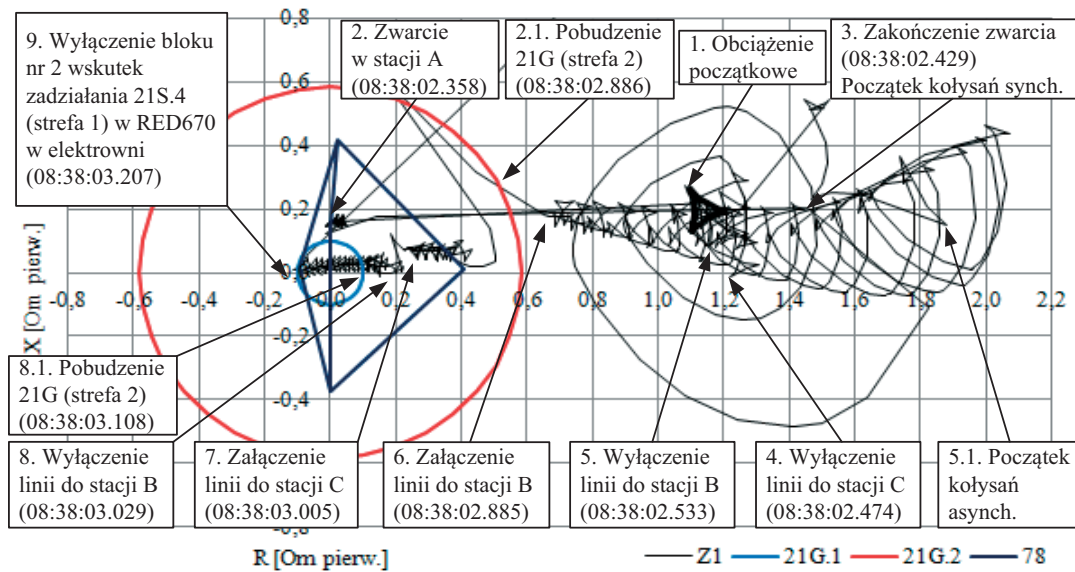 9. Wyłączenie bloku
nr 2 wskutek
zadziałania 21S.4
(strefa 1) w RED670
w elektrowni
(08:38:03.207)
2. Zwarcie
w stacji A
(08:38:02.358)
2.1. Pobudzenie
21G (strefa 2)
(08:38:02.886)
1. Obciążenie
początkowe
3. Zakończenie zwarcia
(08:38:02.429)
Początek kołysań synch.
0,8
0,6
0,4
0,2
0,0
-0,8 -0,6 -0,4 -0,2 0,0 0,2 0,4 0,6 0,8 1,0 1,2 1,4 1,6 1,8 2,0 2,2
-0,2
-0,4
-0,8
X [Om pierw.]
8.1. Pobudzenie
21G (strefa 2)
(08:38:03.108)
8. Wyłączenie
linii do stacji B
(08:38:03.029)
7. Załączenie
linii do stacji C
(08:38:03.005)
6. Załączenie
linii do stacji B
(08:38:02.885)
5. Wyłączenie
linii do stacji B
(08:38:02.533)
4. Wyłączenie
linii do stacji C
(08:38:02.474)
5.1. Początek
kołysań
asynch.
R [Om pierw.]
Z1 21G.1 21G.2 78